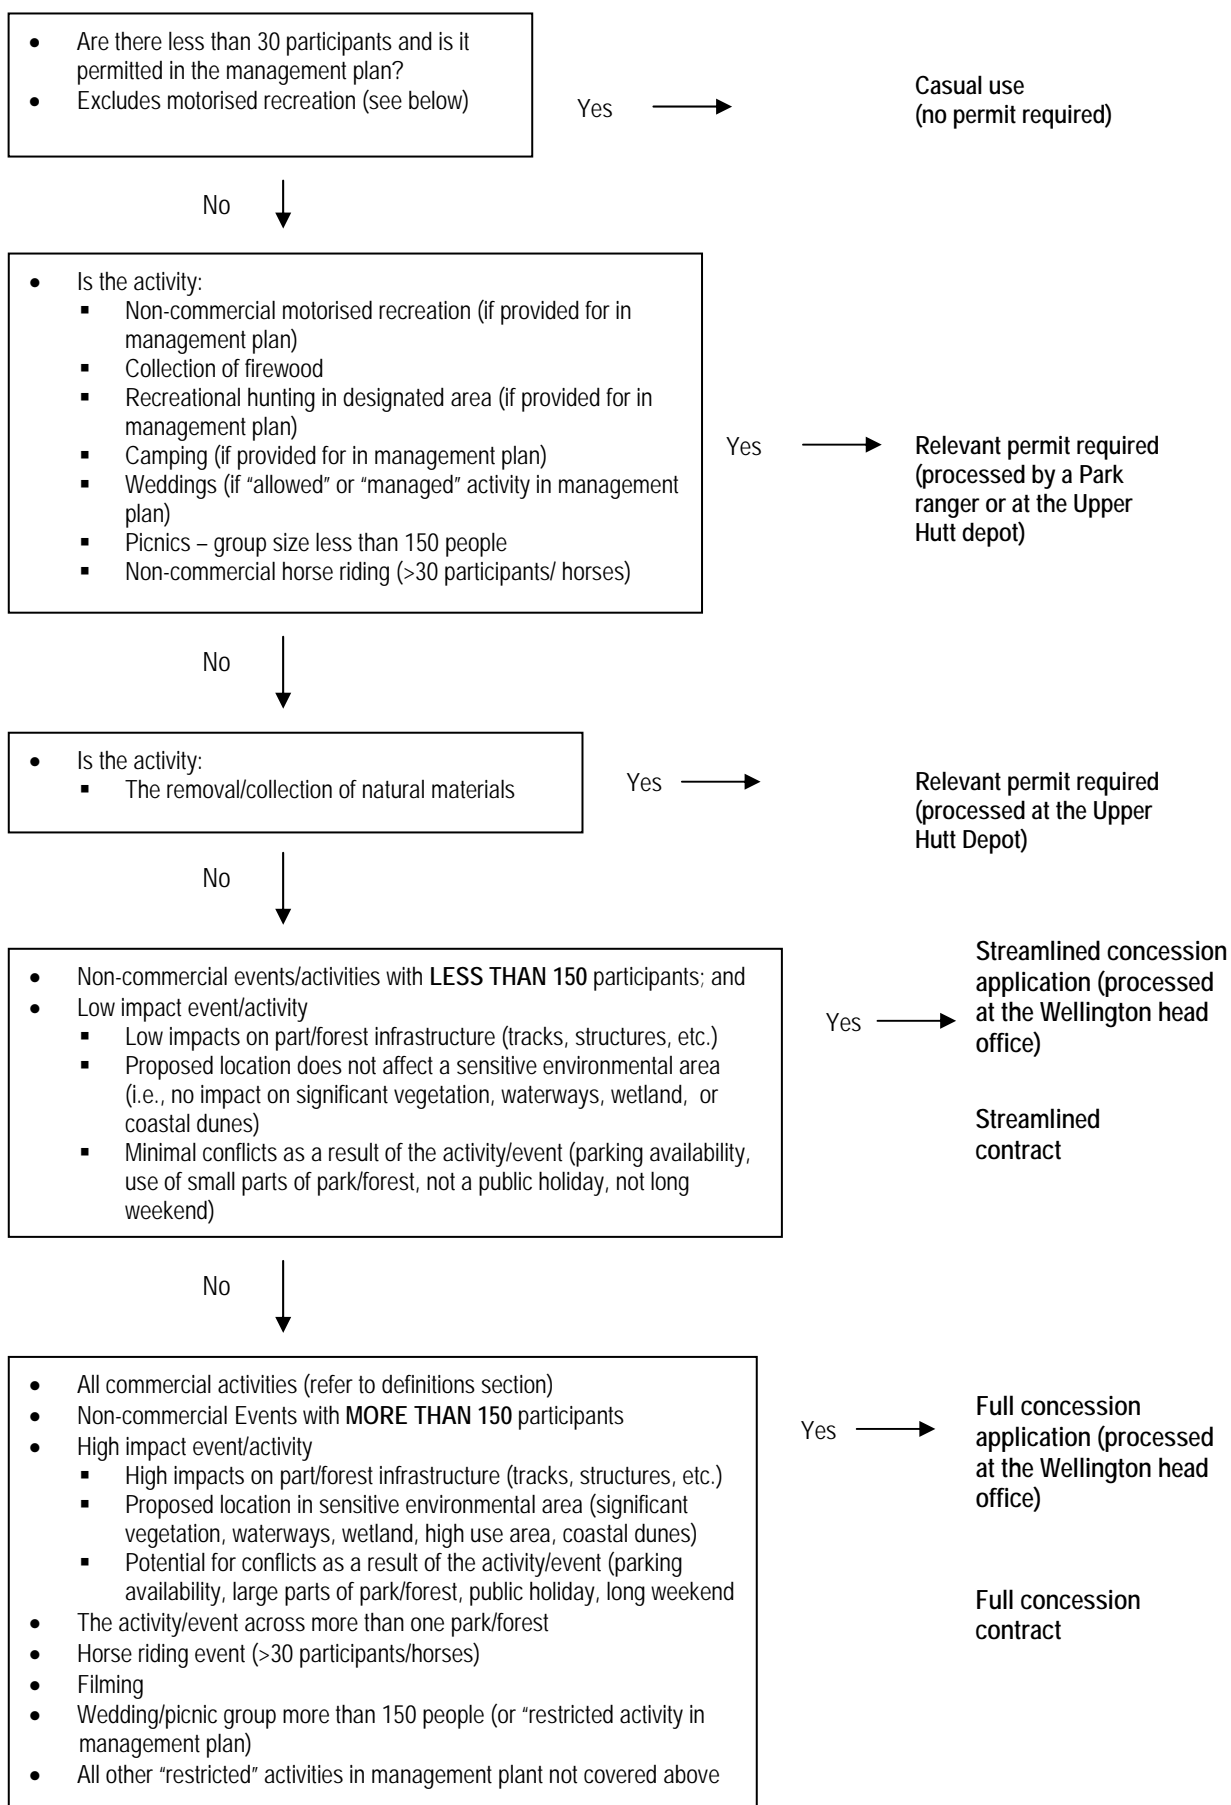 • Are there less than 30 participants and is it
permitted in the management plan?
• Excludes motorised recreation (see below)
Yes
Casual use
(no permit required)
No
• Is the activity:
▪ Non-commercial motorised recreation (if provided for in
management plan)
▪ Collection of firewood
▪ Recreational hunting in designated area (if provided for in
management plan)
▪ Camping (if provided for in management plan)
▪ Weddings (if “allowed” or “managed” activity in management
plan)
▪ Picnics – group size less than 150 people
▪ Non-commercial horse riding (>30 participants/ horses)
Yes
Relevant permit required
(processed by a Park
ranger or at the Upper
Hutt depot)
No
• Is the activity:
▪ The removal/collection of natural materials
Yes
Relevant permit required
(processed at the Upper
Hutt Depot)
No
• Non-commercial events/activities with LESS THAN 150 participants; and
• Low impact event/activity
▪ Low impacts on part/forest infrastructure (tracks, structures, etc.)
▪ Proposed location does not affect a sensitive environmental area
(i.e., no impact on significant vegetation, waterways, wetland, or
coastal dunes)
▪ Minimal conflicts as a result of the activity/event (parking availability,
use of small parts of park/forest, not a public holiday, not long
weekend)
Yes
Streamlined concession
application (processed
at the Wellington head
office)
Streamlined
contract
No
• All commercial activities (refer to definitions section)
• Non-commercial Events with MORE THAN 150 participants
• High impact event/activity
▪ High impacts on part/forest infrastructure (tracks, structures, etc.)
▪ Proposed location in sensitive environmental area (significant
vegetation, waterways, wetland, high use area, coastal dunes)
▪ Potential for conflicts as a result of the activity/event (parking
availability, large parts of park/forest, public holiday, long weekend
• The activity/event across more than one park/forest
• Horse riding event (>30 participants/horses)
• Filming
• Wedding/picnic group more than 150 people (or “restricted activity in
management plan)
• All other “restricted” activities in management plant not covered above
Yes
Full concession
application (processed
at the Wellington head
office)
Full concession
contract